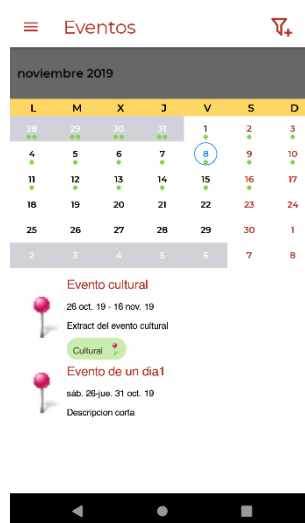 Eventos
noviembre 2019
L M X J V S D
28 29 30 31 1 2 3
4 5 6 7 8 9 10
11 12 13 14 15 16 17
18 19 20 21 22 23 24
25 26 27 28 29 30 1
2 3 4 5 6 7 8
Evento cultural
26 oct. 19 - 16 nov. 19
Extract del evento cultural
Cultural
Evento de un dia1
sáb. 26-jue. 31 oct. 19
Descripcion corta